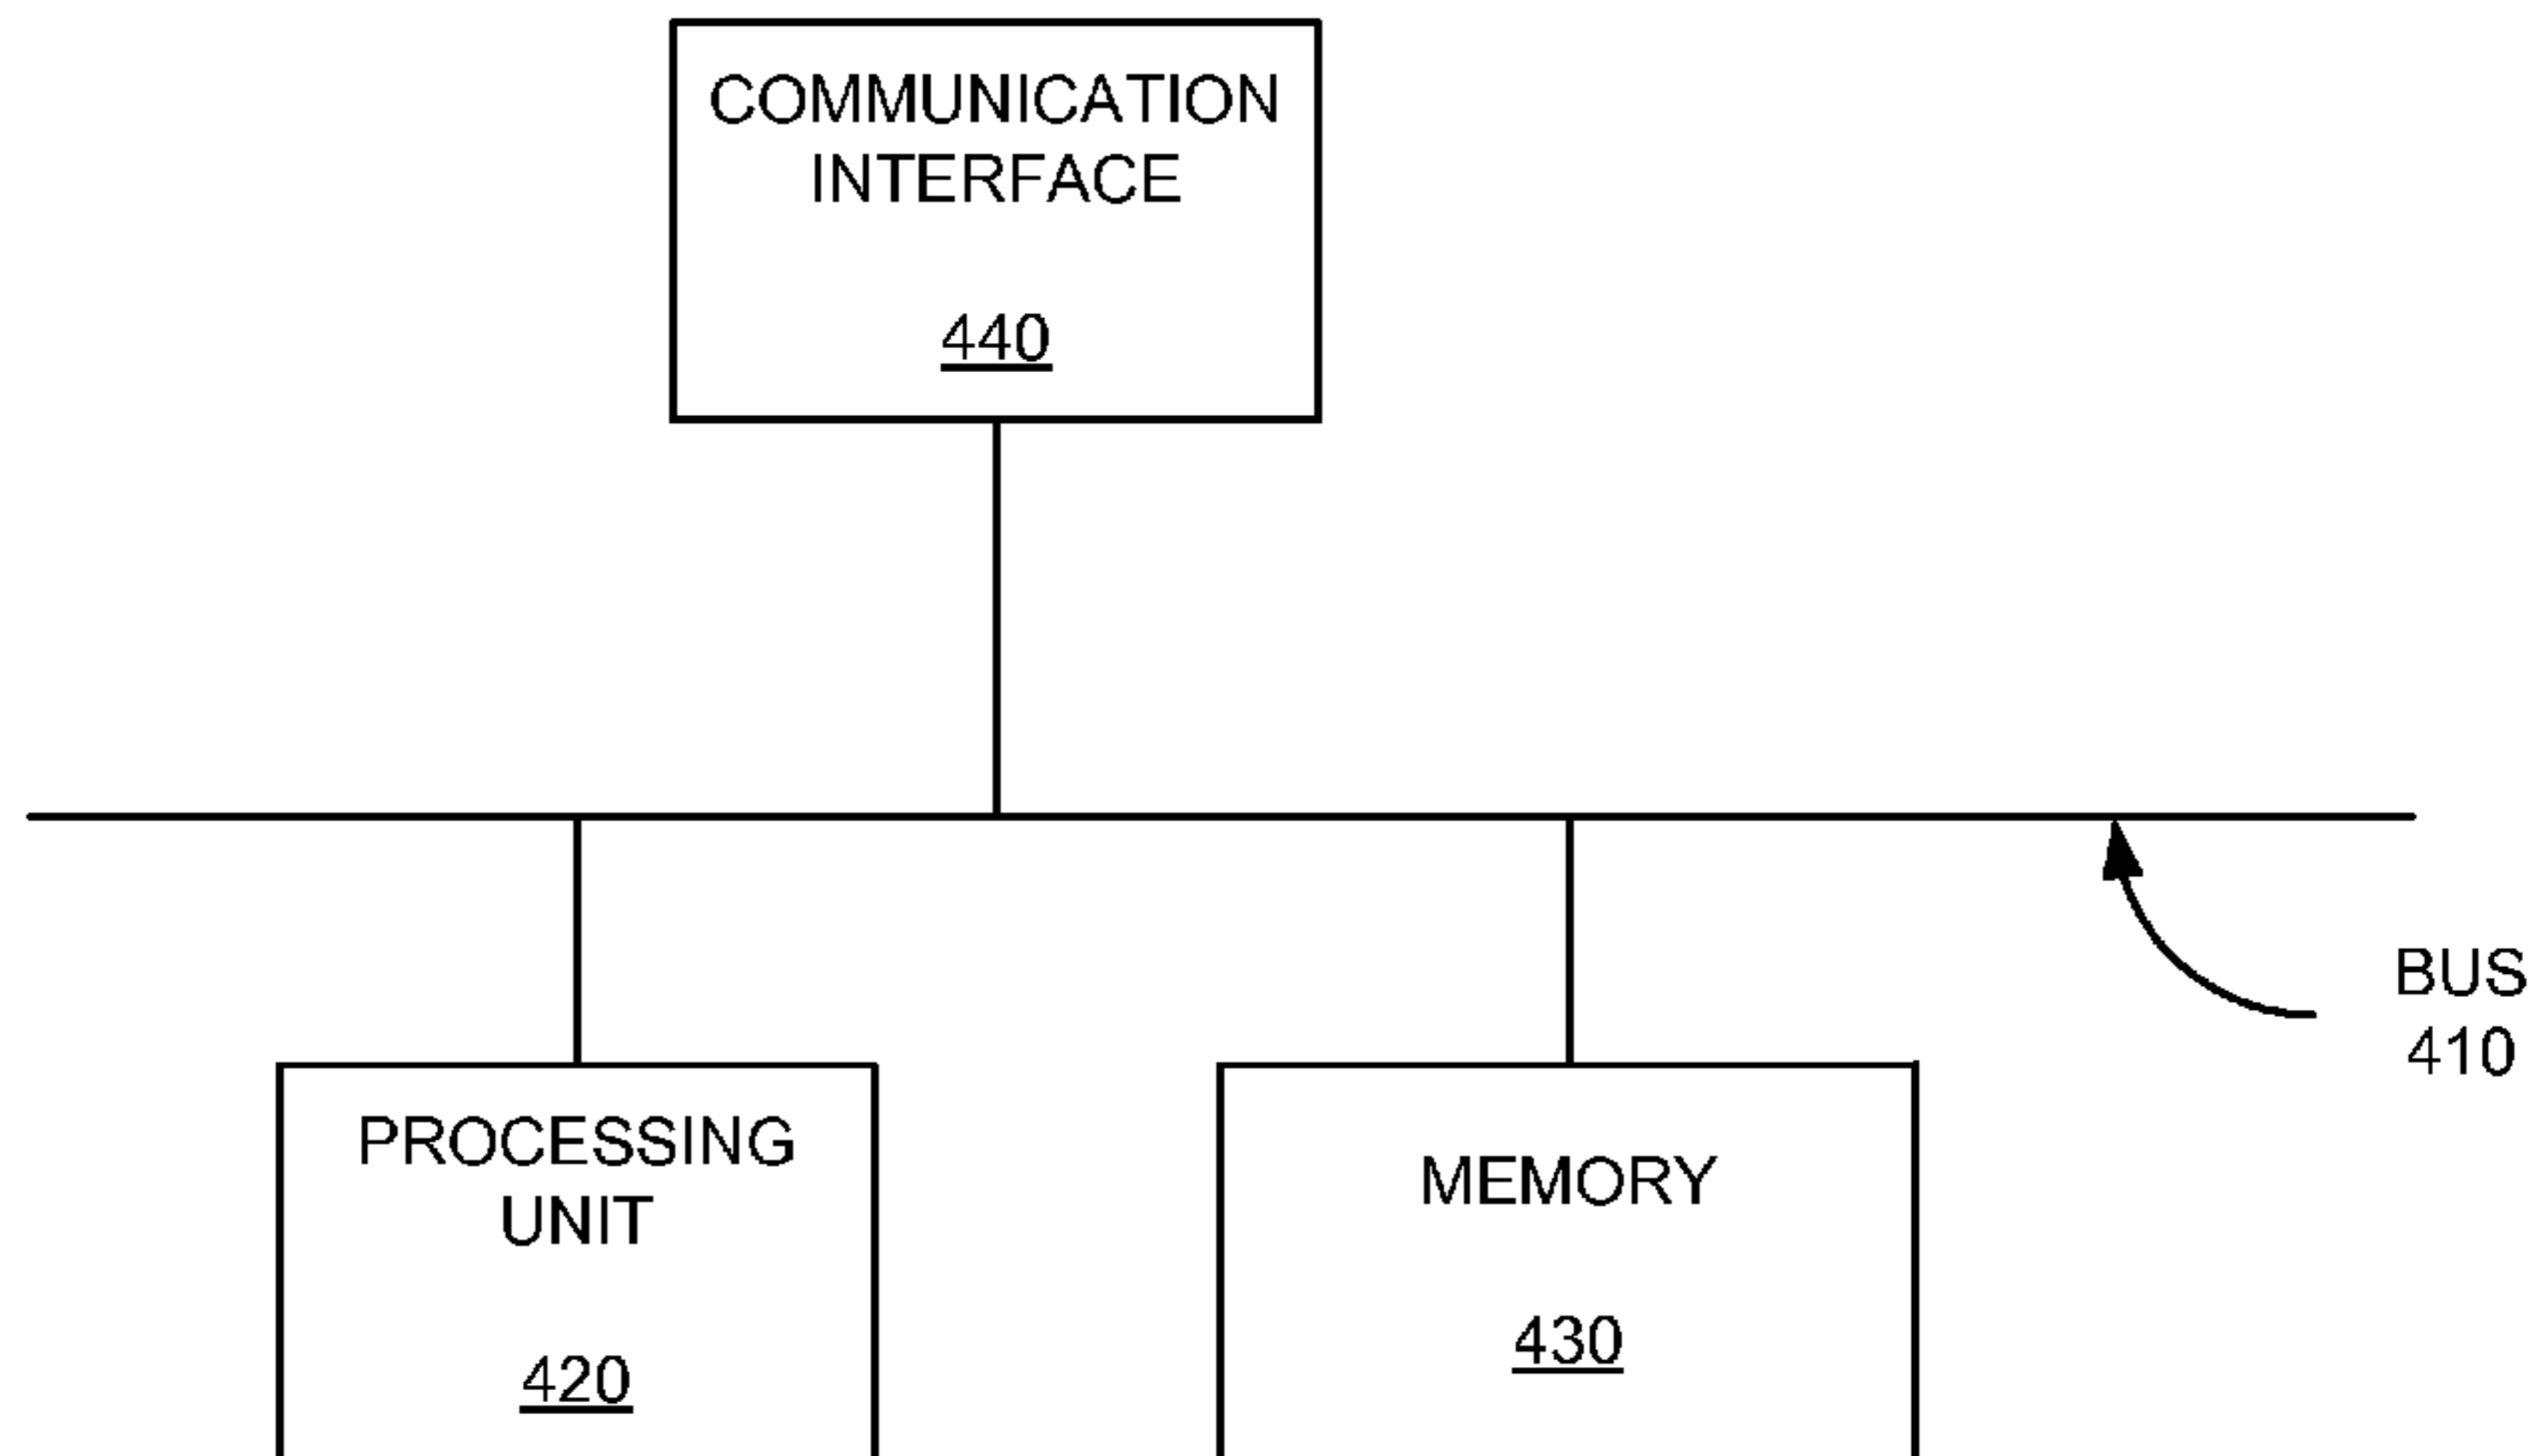 COMMUNICATION
INTERFACE
440
BUS
410
PROCESSING
UNIT
420
MEMORY
430